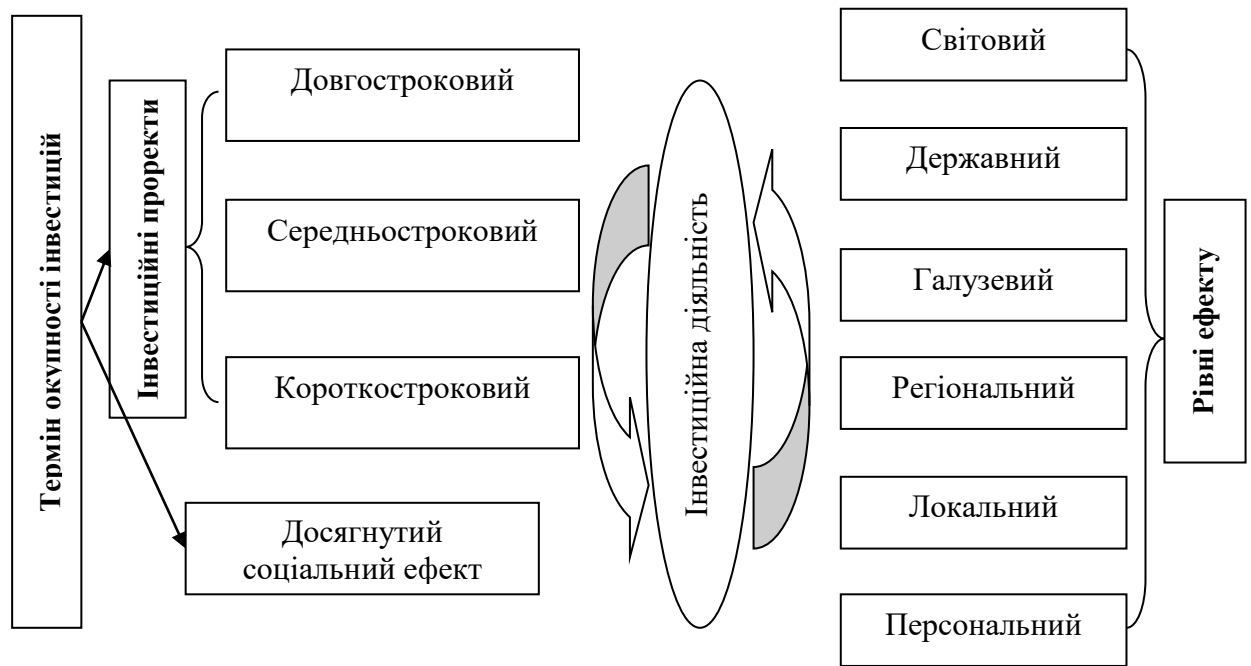 Термін окупності інвестицій
Інвестиційні проректи
Довгостроковий
Середньостроковий
Короткостроковий
Досягнутий
соціальний ефект
Інвестиційна діяльність
Світовий
Державний
Галузевий
Регіональний
Локальний
Персональний
Рівні ефекту